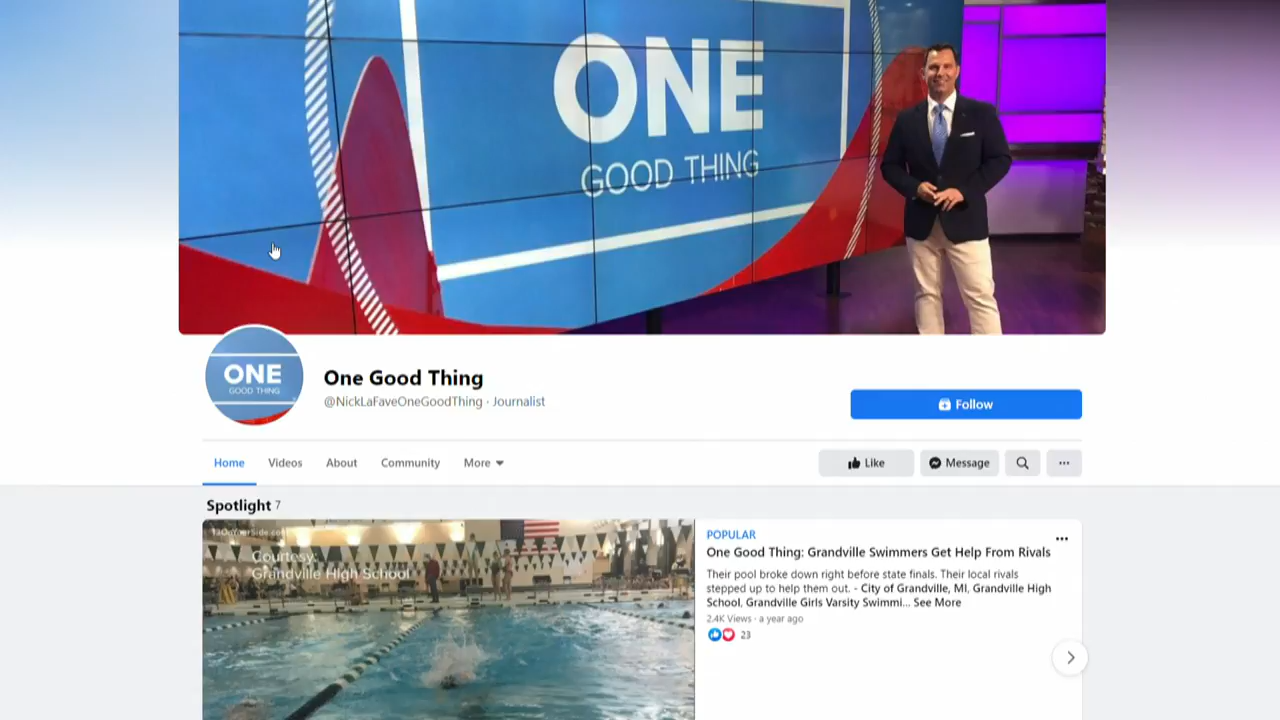 ONE
GOOD THING
ONE
GOOD THING
One Good Thing
@NickLaFaveOneGoodThing · Journalist
Follow
Home
Videos
About
Community
More
Like
Message
Spotlight 7
13OnYourSide.com
Courtesy:
Grandville High School
POPULAR
One Good Thing: Grandville Swimmers Get Help From Rivals
Their pool broke down right before state finals. Their local rivals
stepped up to help them out. - City of Grandville, MI, Grandville High
School, Grandville Girls Varsity Swimmi... See More
2.4K Views · a year ago
23